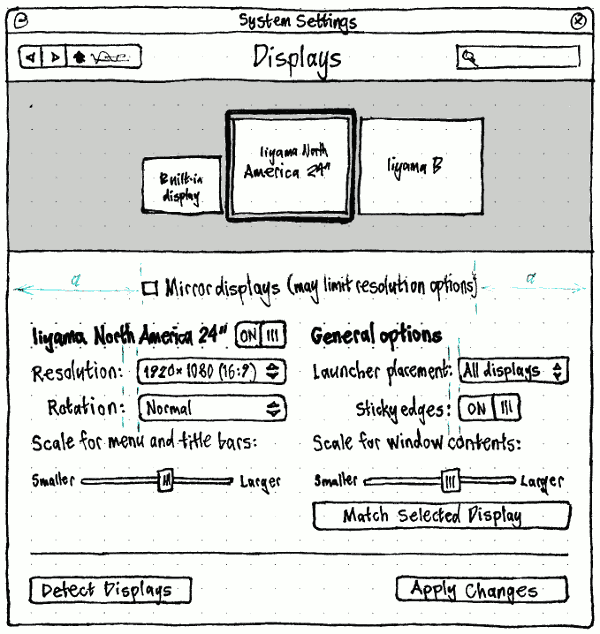 System Settings
Displays
Built-in
display
Iiyama North
America 24"
Iiyama B
a
Mirror displays (may limit resolution options)
a
Iiyama North America 24" ON
General options
Resolution: 1920×1080 (16:9)
Launcher placement: All displays
Rotation: Normal
Sticky edges: ON
Scale for menu and title bars:
Scale for window contents:
Smaller Larger
Smaller Larger
Match Selected Display
Detect Displays
Apply Changes